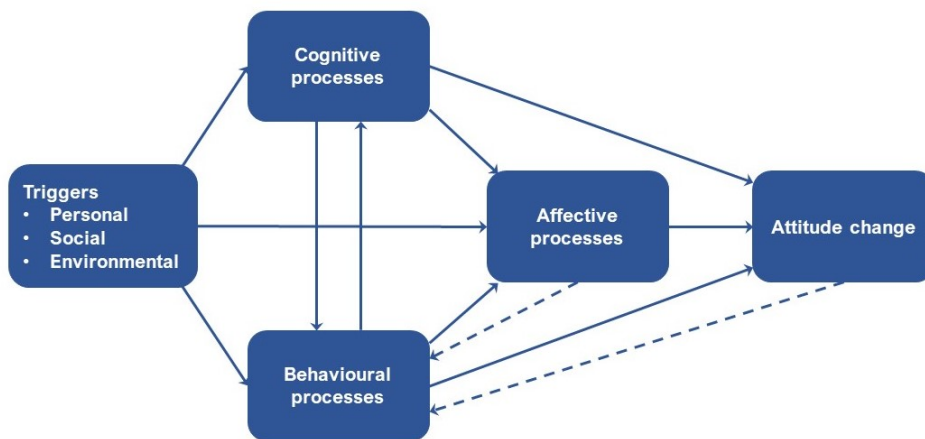 Cognitive
processes
Triggers
• Personal
• Social
• Environmental
Affective
processes
Attitude change
Behavioural
processes